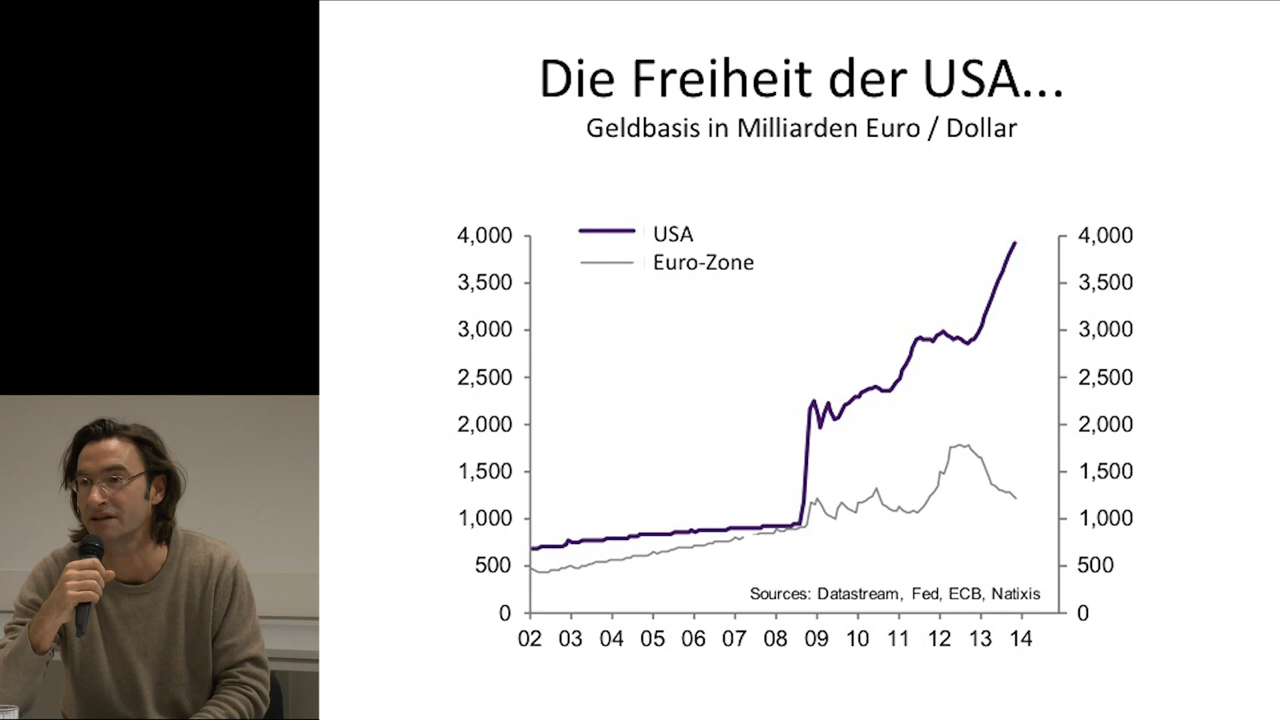 Die Freiheit der USA...
Geldbasis in Milliarden Euro / Dollar
USA
Euro-Zone
4,000 4,000
3,500 3,500
3,000 3,000
2,500 2,500
2,000 2,000
1,500 1,500
1,000 1,000
500 500
Sources: Datastream, Fed, ECB, Natixis
0 0
02 03 04 05 06 07 08 09 10 11 12 13 14